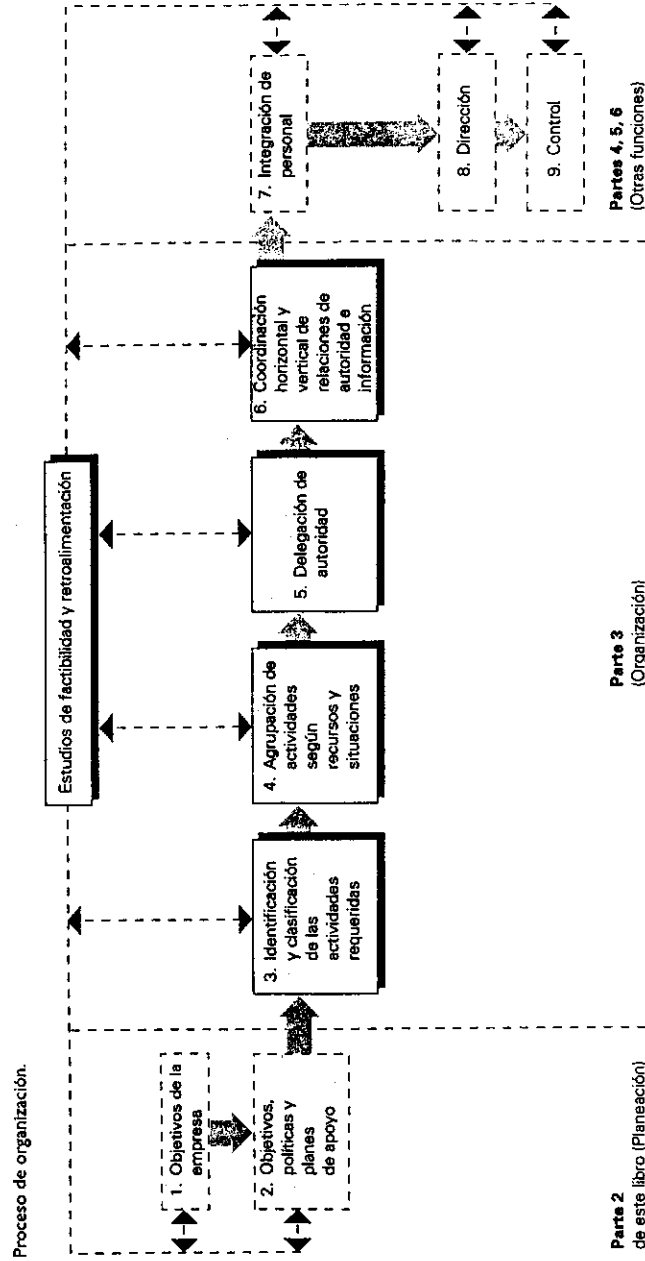 Proceso de organización.
Estudios de factibilidad y retroalimentación
1. Objetivos de la
empresa
2. Objetivos,
políticas y
planes
de apoyo
3. Identificación
y clasificación
de las
actividades
requeridas
4. Agrupación de
actividades
según
recursos y
situaciones
5. Delegación de
autoridad
6. Coordinación
horizontal y
vertical de
relaciones de
autoridad e
información
7. Integración de
personal
8. Dirección
9. Control
Parte 2
de este libro (Planeación)
Parte 3
(Organización)
Partes 4, 5, 6
(Otras funciones)